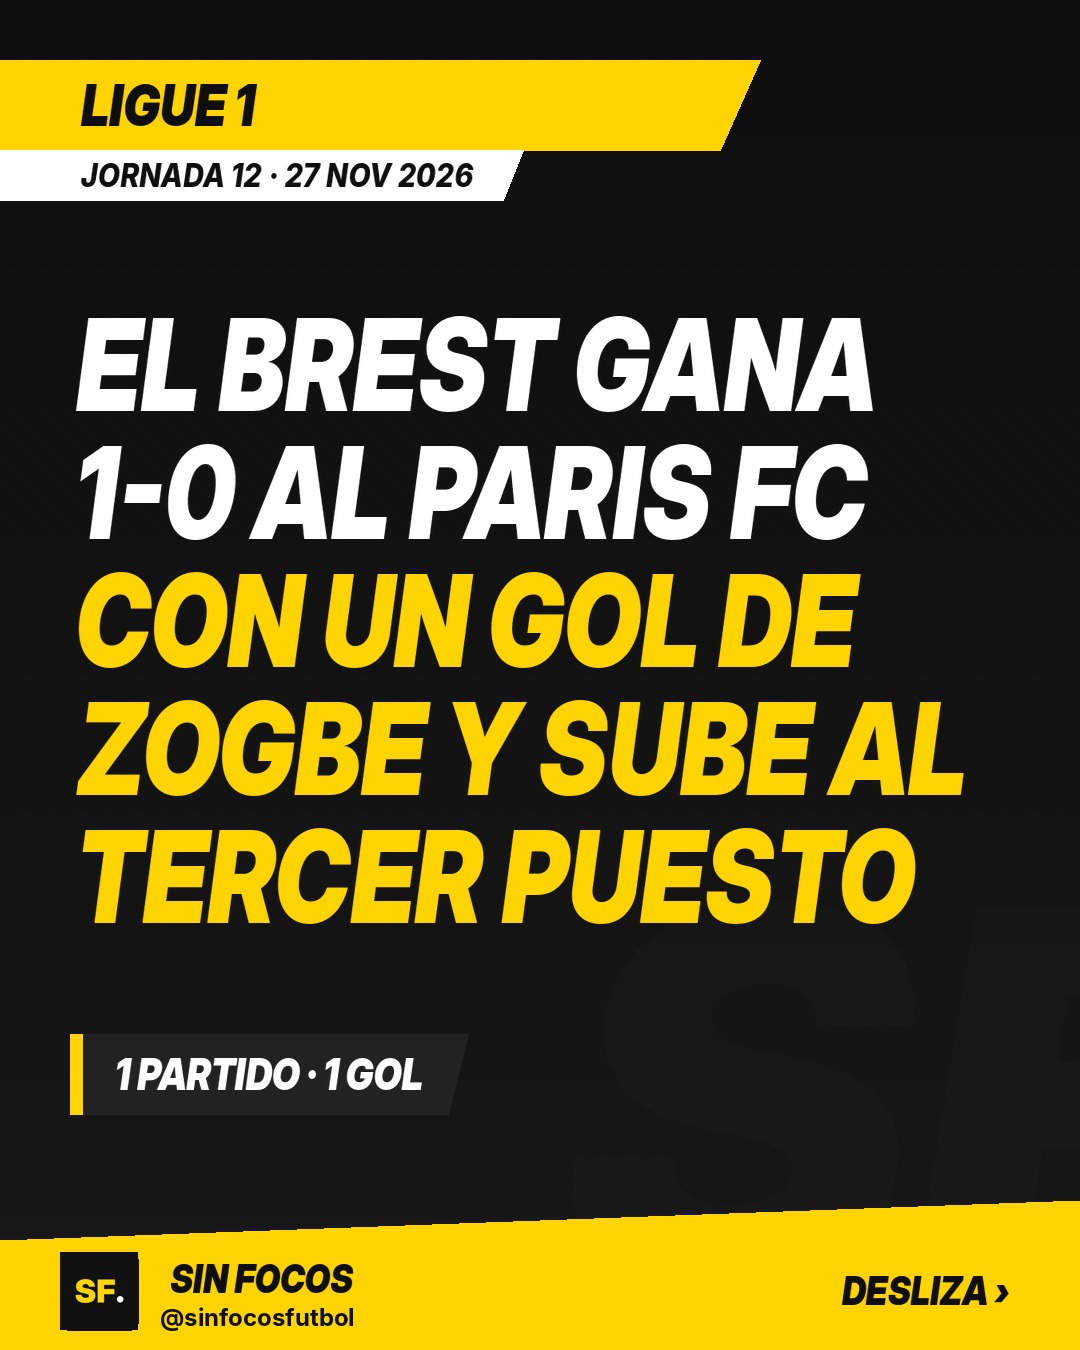 LIGUE 1
JORNADA 12 · 27 NOV 2026
EL BREST GANA
1-0 AL PARIS FC
CON UN GOL DE
ZOGBE Y SUBE AL
TERCER PUESTO
1 PARTIDO · 1 GOL
SF
SF.
SIN FOCOS
@sinfocosfutbol
DESLIZA ›